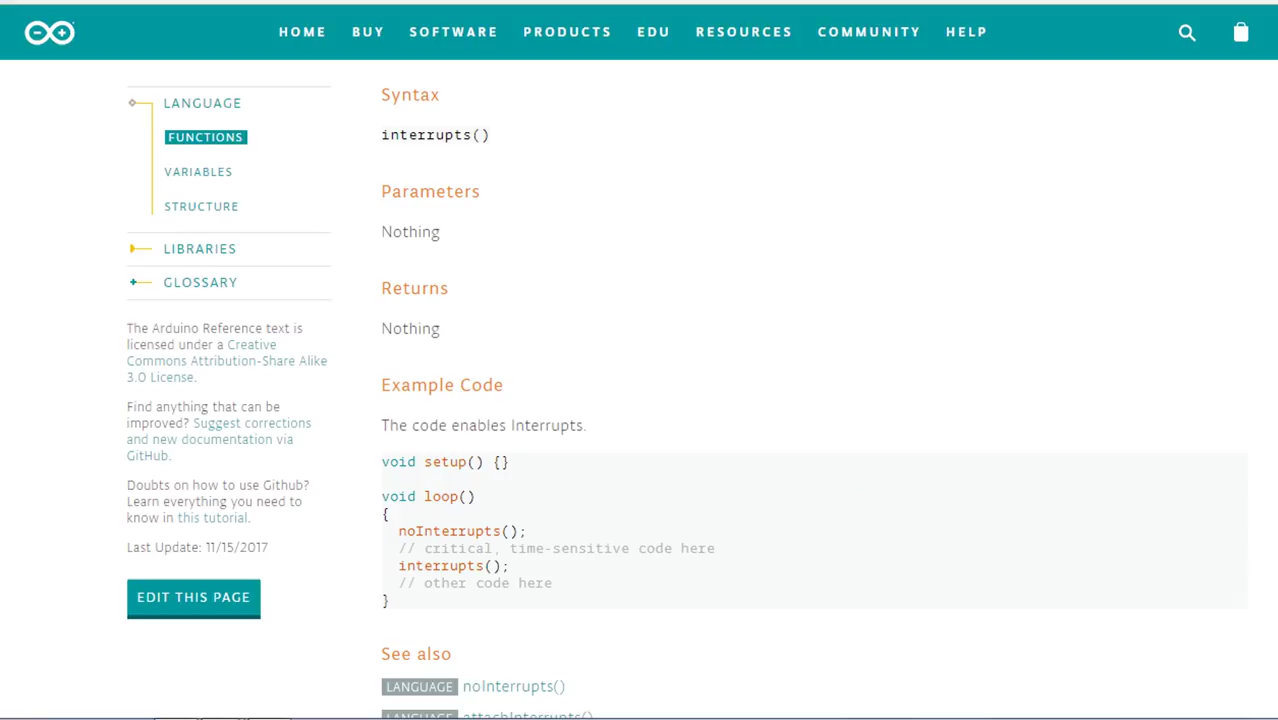 HOME BUY SOFTWARE PRODUCTS EDU RESOURCES COMMUNITY HELP
LANGUAGE
FUNCTIONS
VARIABLES
STRUCTURE
LIBRARIES
GLOSSARY
The Arduino Reference text is
licensed under a Creative
Commons Attribution-Share Alike
3.0 License.
Find anything that can be
improved? Suggest corrections
and new documentation via
GitHub.
Doubts on how to use Github?
Learn everything you need to
know in this tutorial.
Last Update: 11/15/2017
EDIT THIS PAGE
Syntax
interrupts()
Parameters
Nothing
Returns
Nothing
Example Code
The code enables Interrupts.
void setup() {}
void loop()
{
  noInterrupts();
  // critical, time-sensitive code here
  interrupts();
  // other code here
}
See also
LANGUAGE noInterrupts()
LANGUAGE attachInterrupts()